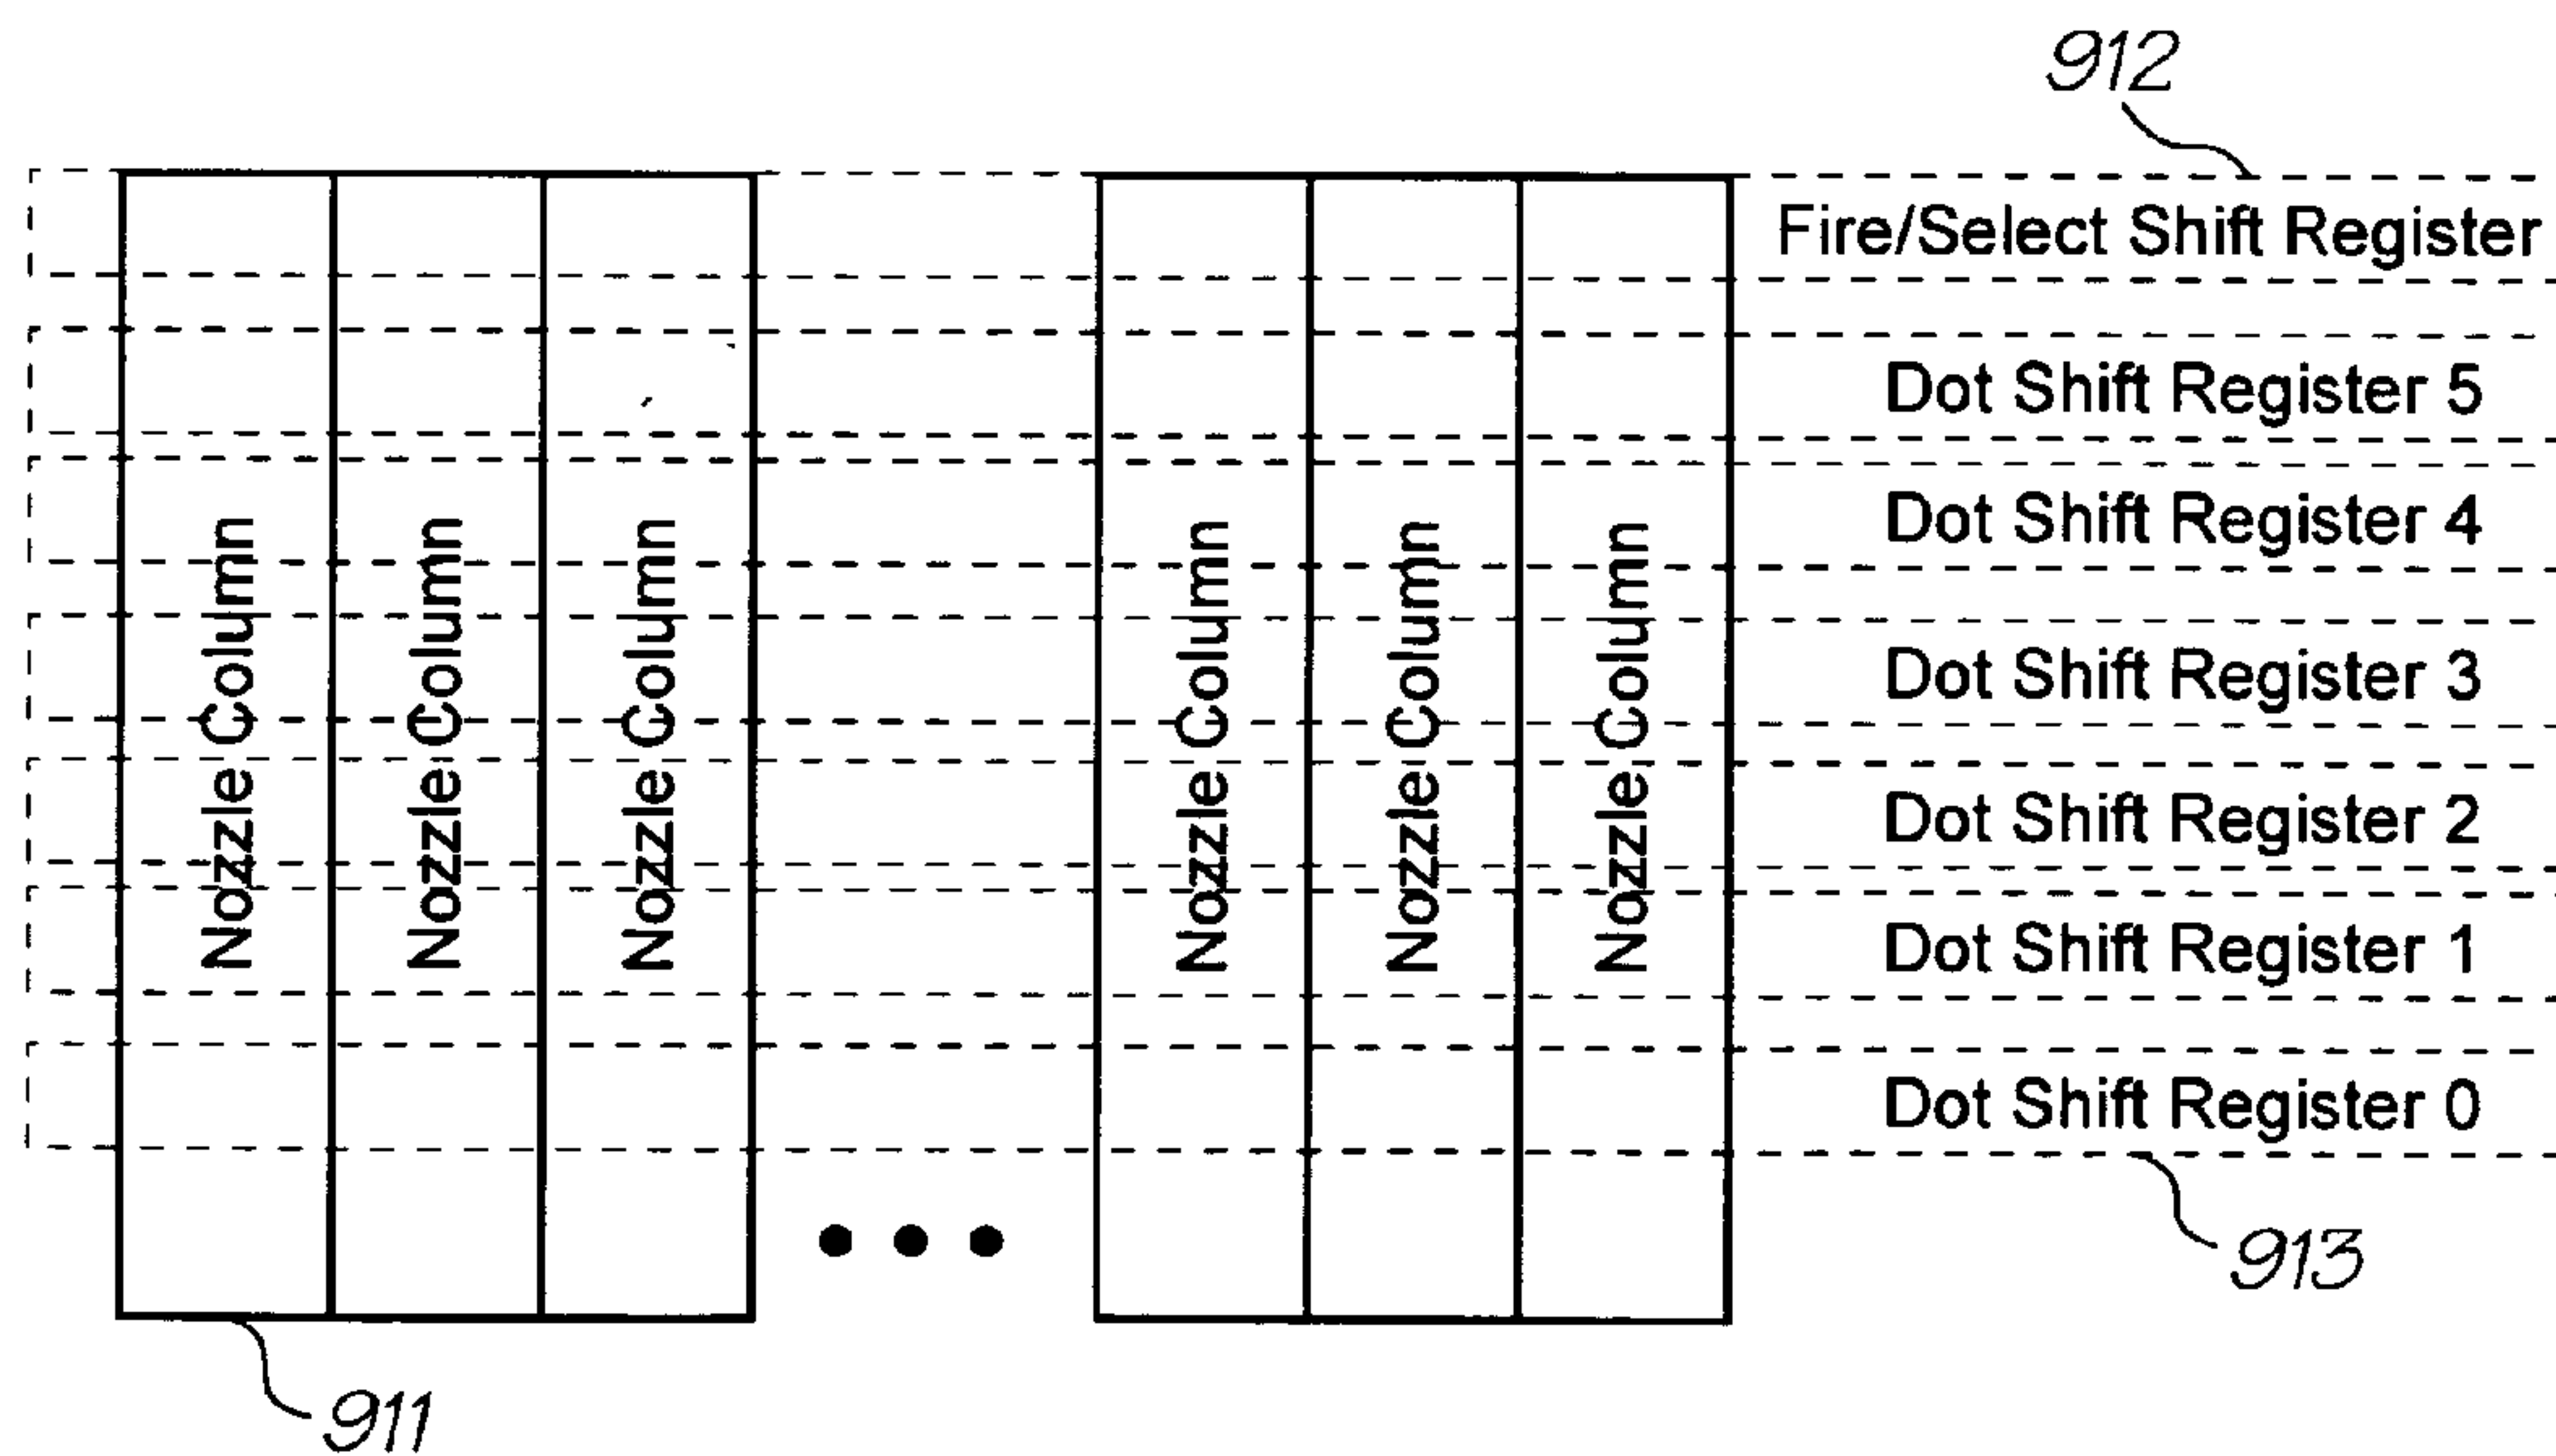 912
Fire/Select Shift Register
Dot Shift Register 5
Dot Shift Register 4
Dot Shift Register 3
Dot Shift Register 2
Dot Shift Register 1
Dot Shift Register 0
Nozzle Column
Nozzle Column
Nozzle Column
Nozzle Column
Nozzle Column
Nozzle Column
913
911